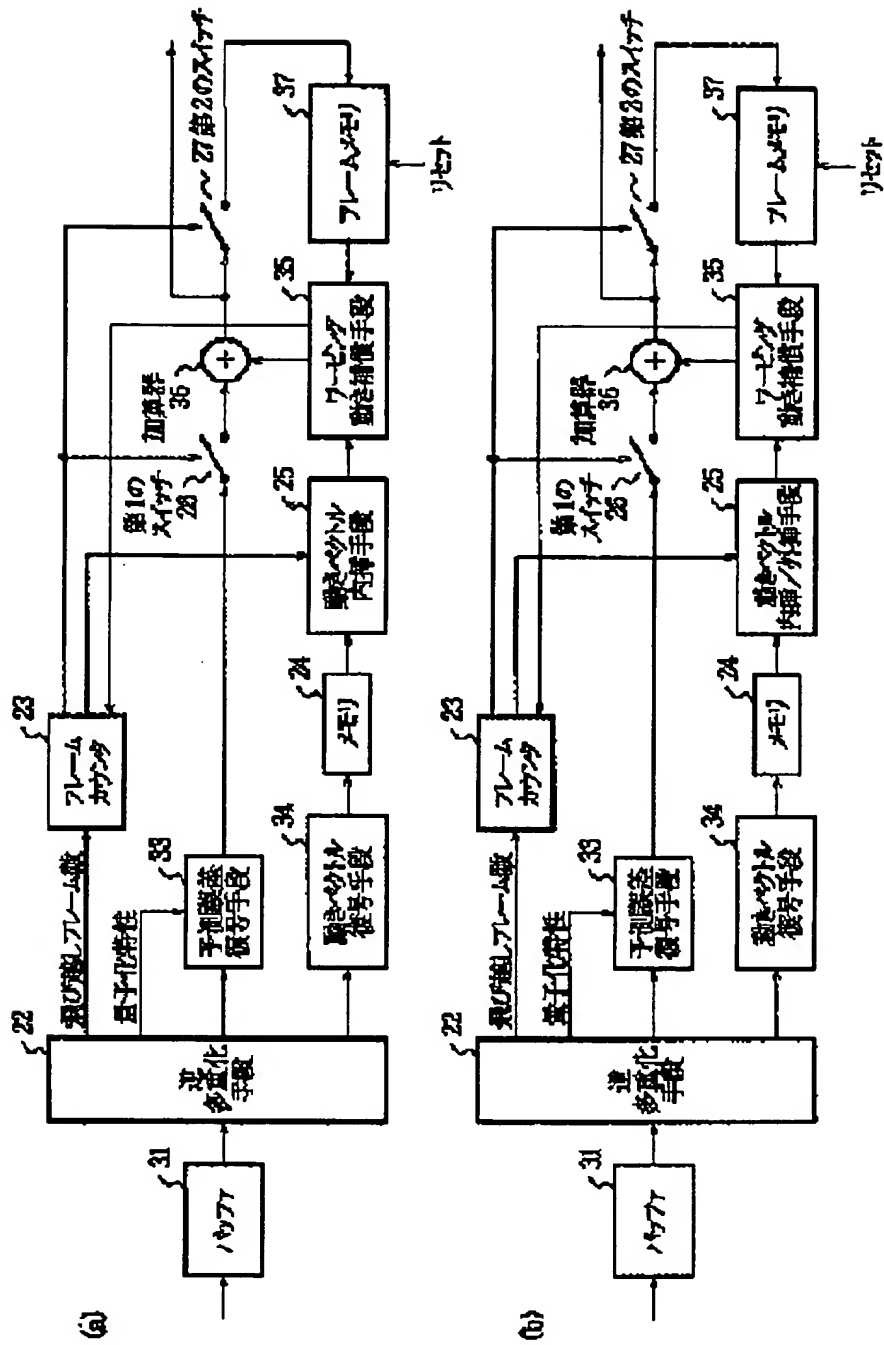 (a)
31
バッファ
22
逆
多重化
手段
飛び越しフレーム数
量子化特性
23
フレーム
カウンタ
33
予測誤差
復号手段
34
動きベクトル
復号手段
24
メモリ
25
動きベクトル
内挿手段
第1の
スイッチ
26
加算器
36
+
35
ワーピング
動き補償手段
27 第2のスイッチ
37
フレームメモリ
リセット
(b)
31
バッファ
22
逆
多重化
手段
飛び越しフレーム数
量子化特性
23
フレーム
カウンタ
33
予測誤差
復号手段
34
動きベクトル
復号手段
24
メモリ
25
動きベクトル
内挿/外挿手段
第1の
スイッチ
26
加算器
36
+
35
ワーピング
動き補償手段
27 第2のスイッチ
37
フレームメモリ
リセット